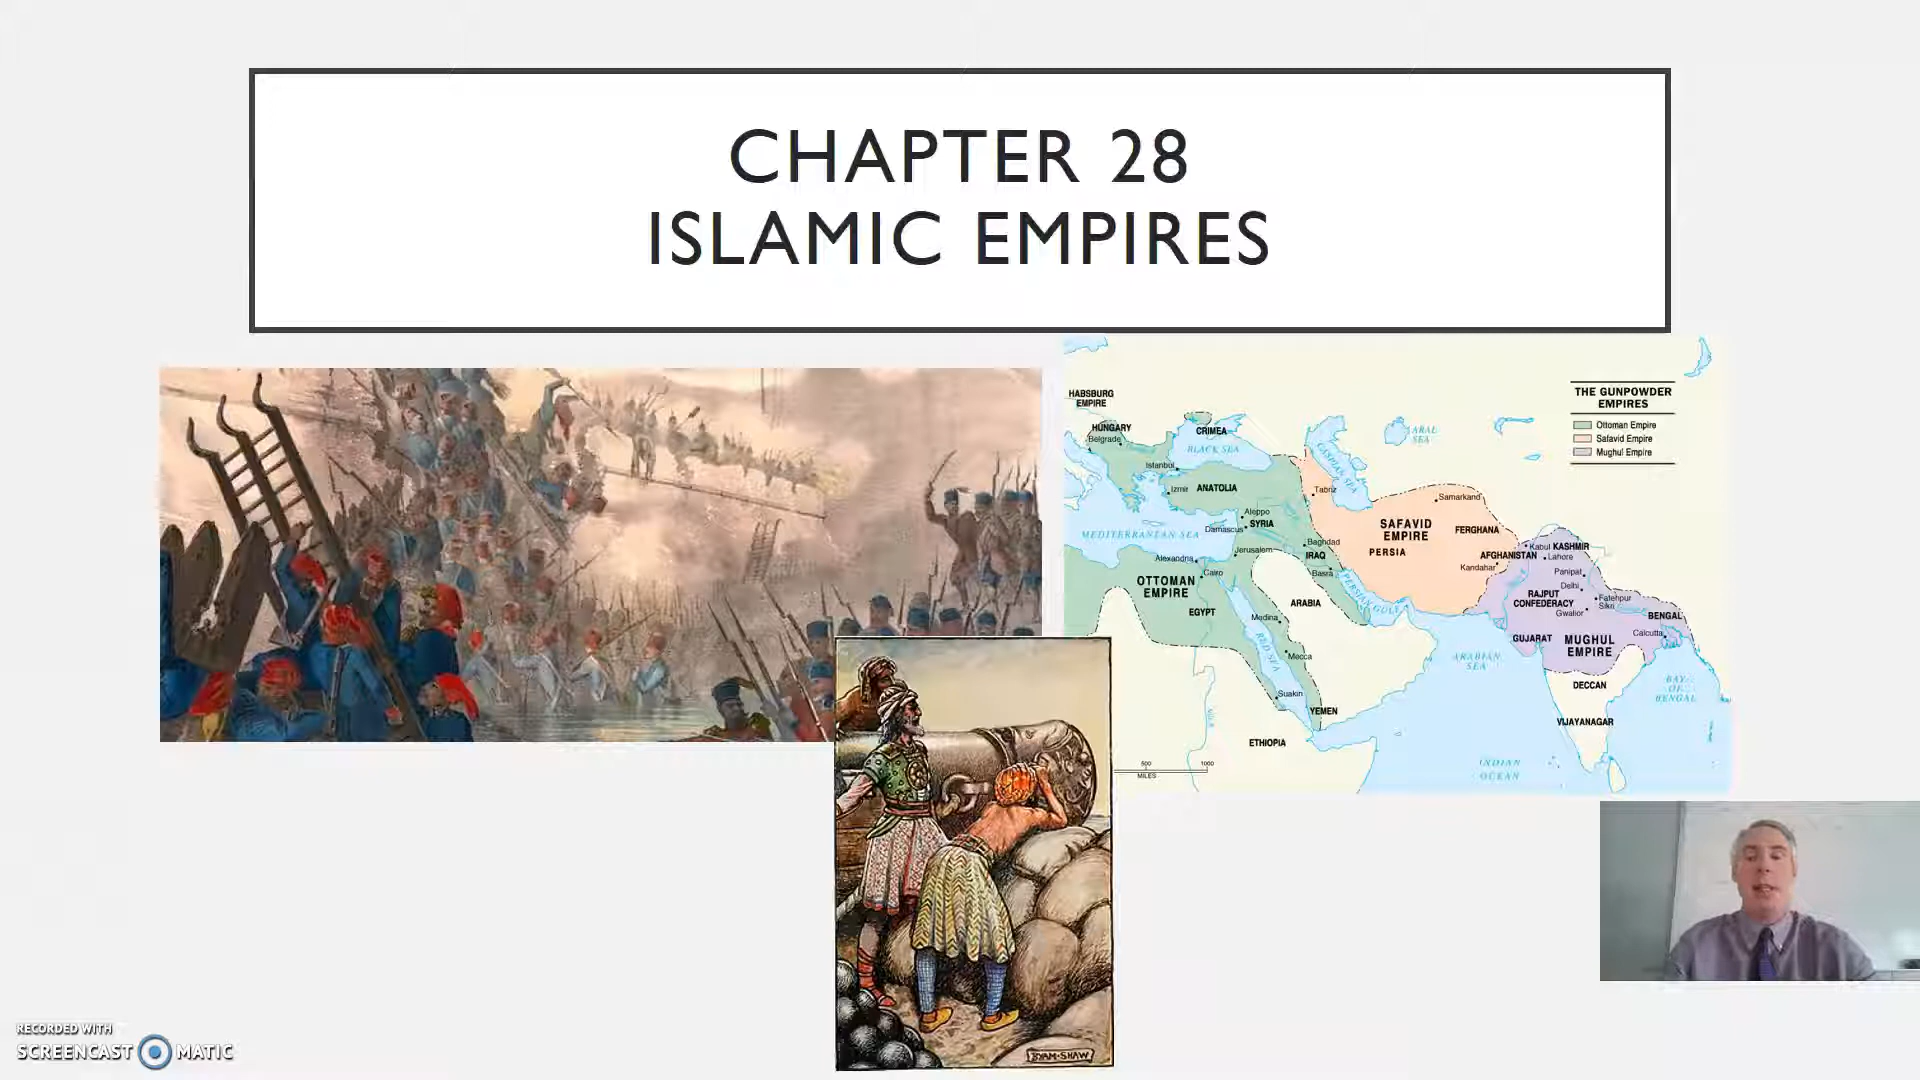 CHAPTER 28
ISLAMIC EMPIRES
THE GUNPOWDER
EMPIRES
Ottoman Empire
Safavid Empire
Mughul Empire
HABSBURG
EMPIRE
HUNGARY
Belgrade
CRIMEA
BLACK SEA
ARAL
SEA
CASPIAN SEA
Istanbul
Izmir
ANATOLIA
Tabriz
Samarkand
Aleppo
SYRIA
Damascus
MEDITERRANEAN SEA
SAFAVID
EMPIRE
PERSIA
FERGHANA
Baghdad
IRAQ
Jerusalem
Alexandria
Cairo
Basra
AFGHANISTAN
Kandahar
Kabul
KASHMIR
Lahore
Panipat
Delhi
RAJPUT
CONFEDERACY
Fatehpur
Sikri
Gwalior
OTTOMAN
EMPIRE
EGYPT
PERSIAN GULF
ARABIA
Medina
RED SEA
Mecca
BENGAL
Calcutta
GUJARAT
MUGHUL
EMPIRE
ARABIAN
SEA
DECCAN
BAY
OF
BENGAL
Suakin
YEMEN
VIJAYANAGAR
ETHIOPIA
500
1000
MILES
INDIAN
OCEAN
BYAM·SHAW
RECORDED WITH
SCREENCAST MATIC